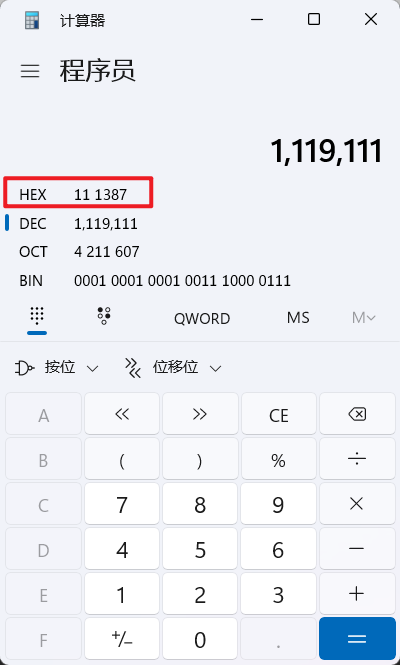 计算器
程序员
1,119,111
HEX 11 1387
DEC 1,119,111
OCT 4 211 607
BIN 0001 0001 0001 0011 1000 0111
QWORD MS M
按位 位移位
A « » CE
B ( ) % ÷
C 7 8 9 ×
D 4 5 6 −
E 1 2 3 +
F +/− 0 . =